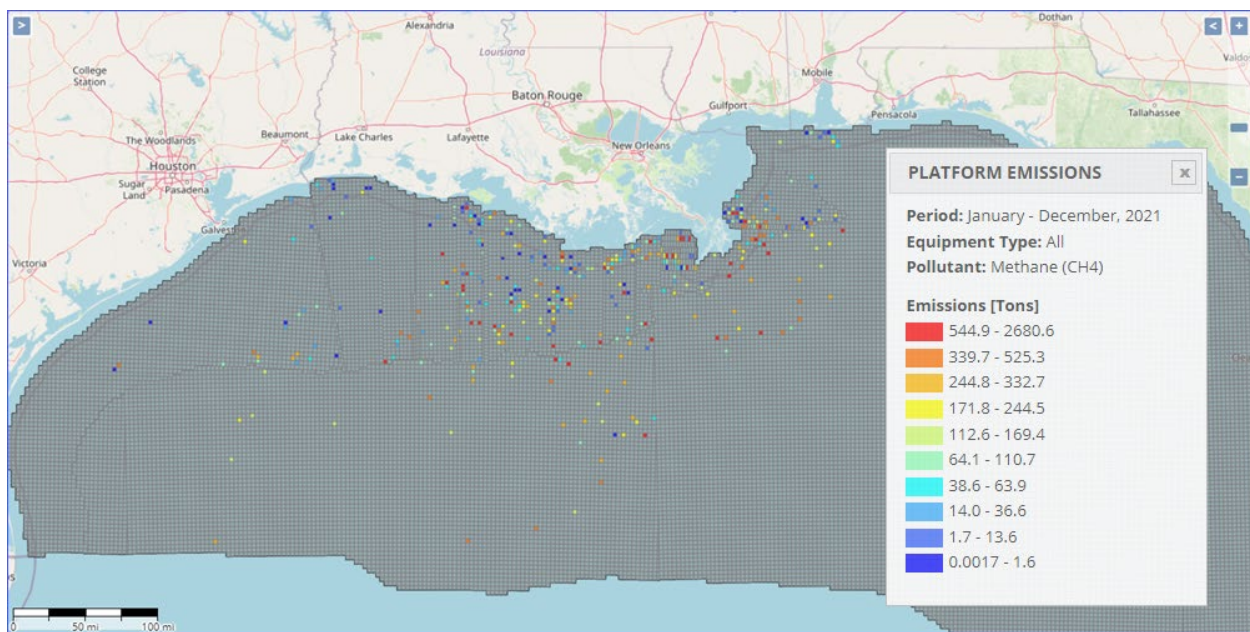 >
<
+
−
Alexandria
Dothan
Louisiana
Valdos
College
Station
Mobile
Baton Rouge
Gulfport
Pensacola
Tallahassee
The Woodlands
Beaumont
Lake Charles
Lafayette
New Orleans
Houston
Sugar
Land
Pasadena
Galvest
Victoria
PLATFORM EMISSIONS
x
Period: January - December, 2021
Equipment Type: All
Pollutant: Methane (CH4)
Emissions [Tons]
544.9 - 2680.6
339.7 - 525.3
244.8 - 332.7
171.8 - 244.5
112.6 - 169.4
64.1 - 110.7
38.6 - 63.9
14.0 - 36.6
1.7 - 13.6
0.0017 - 1.6
0
50 mi
100 mi